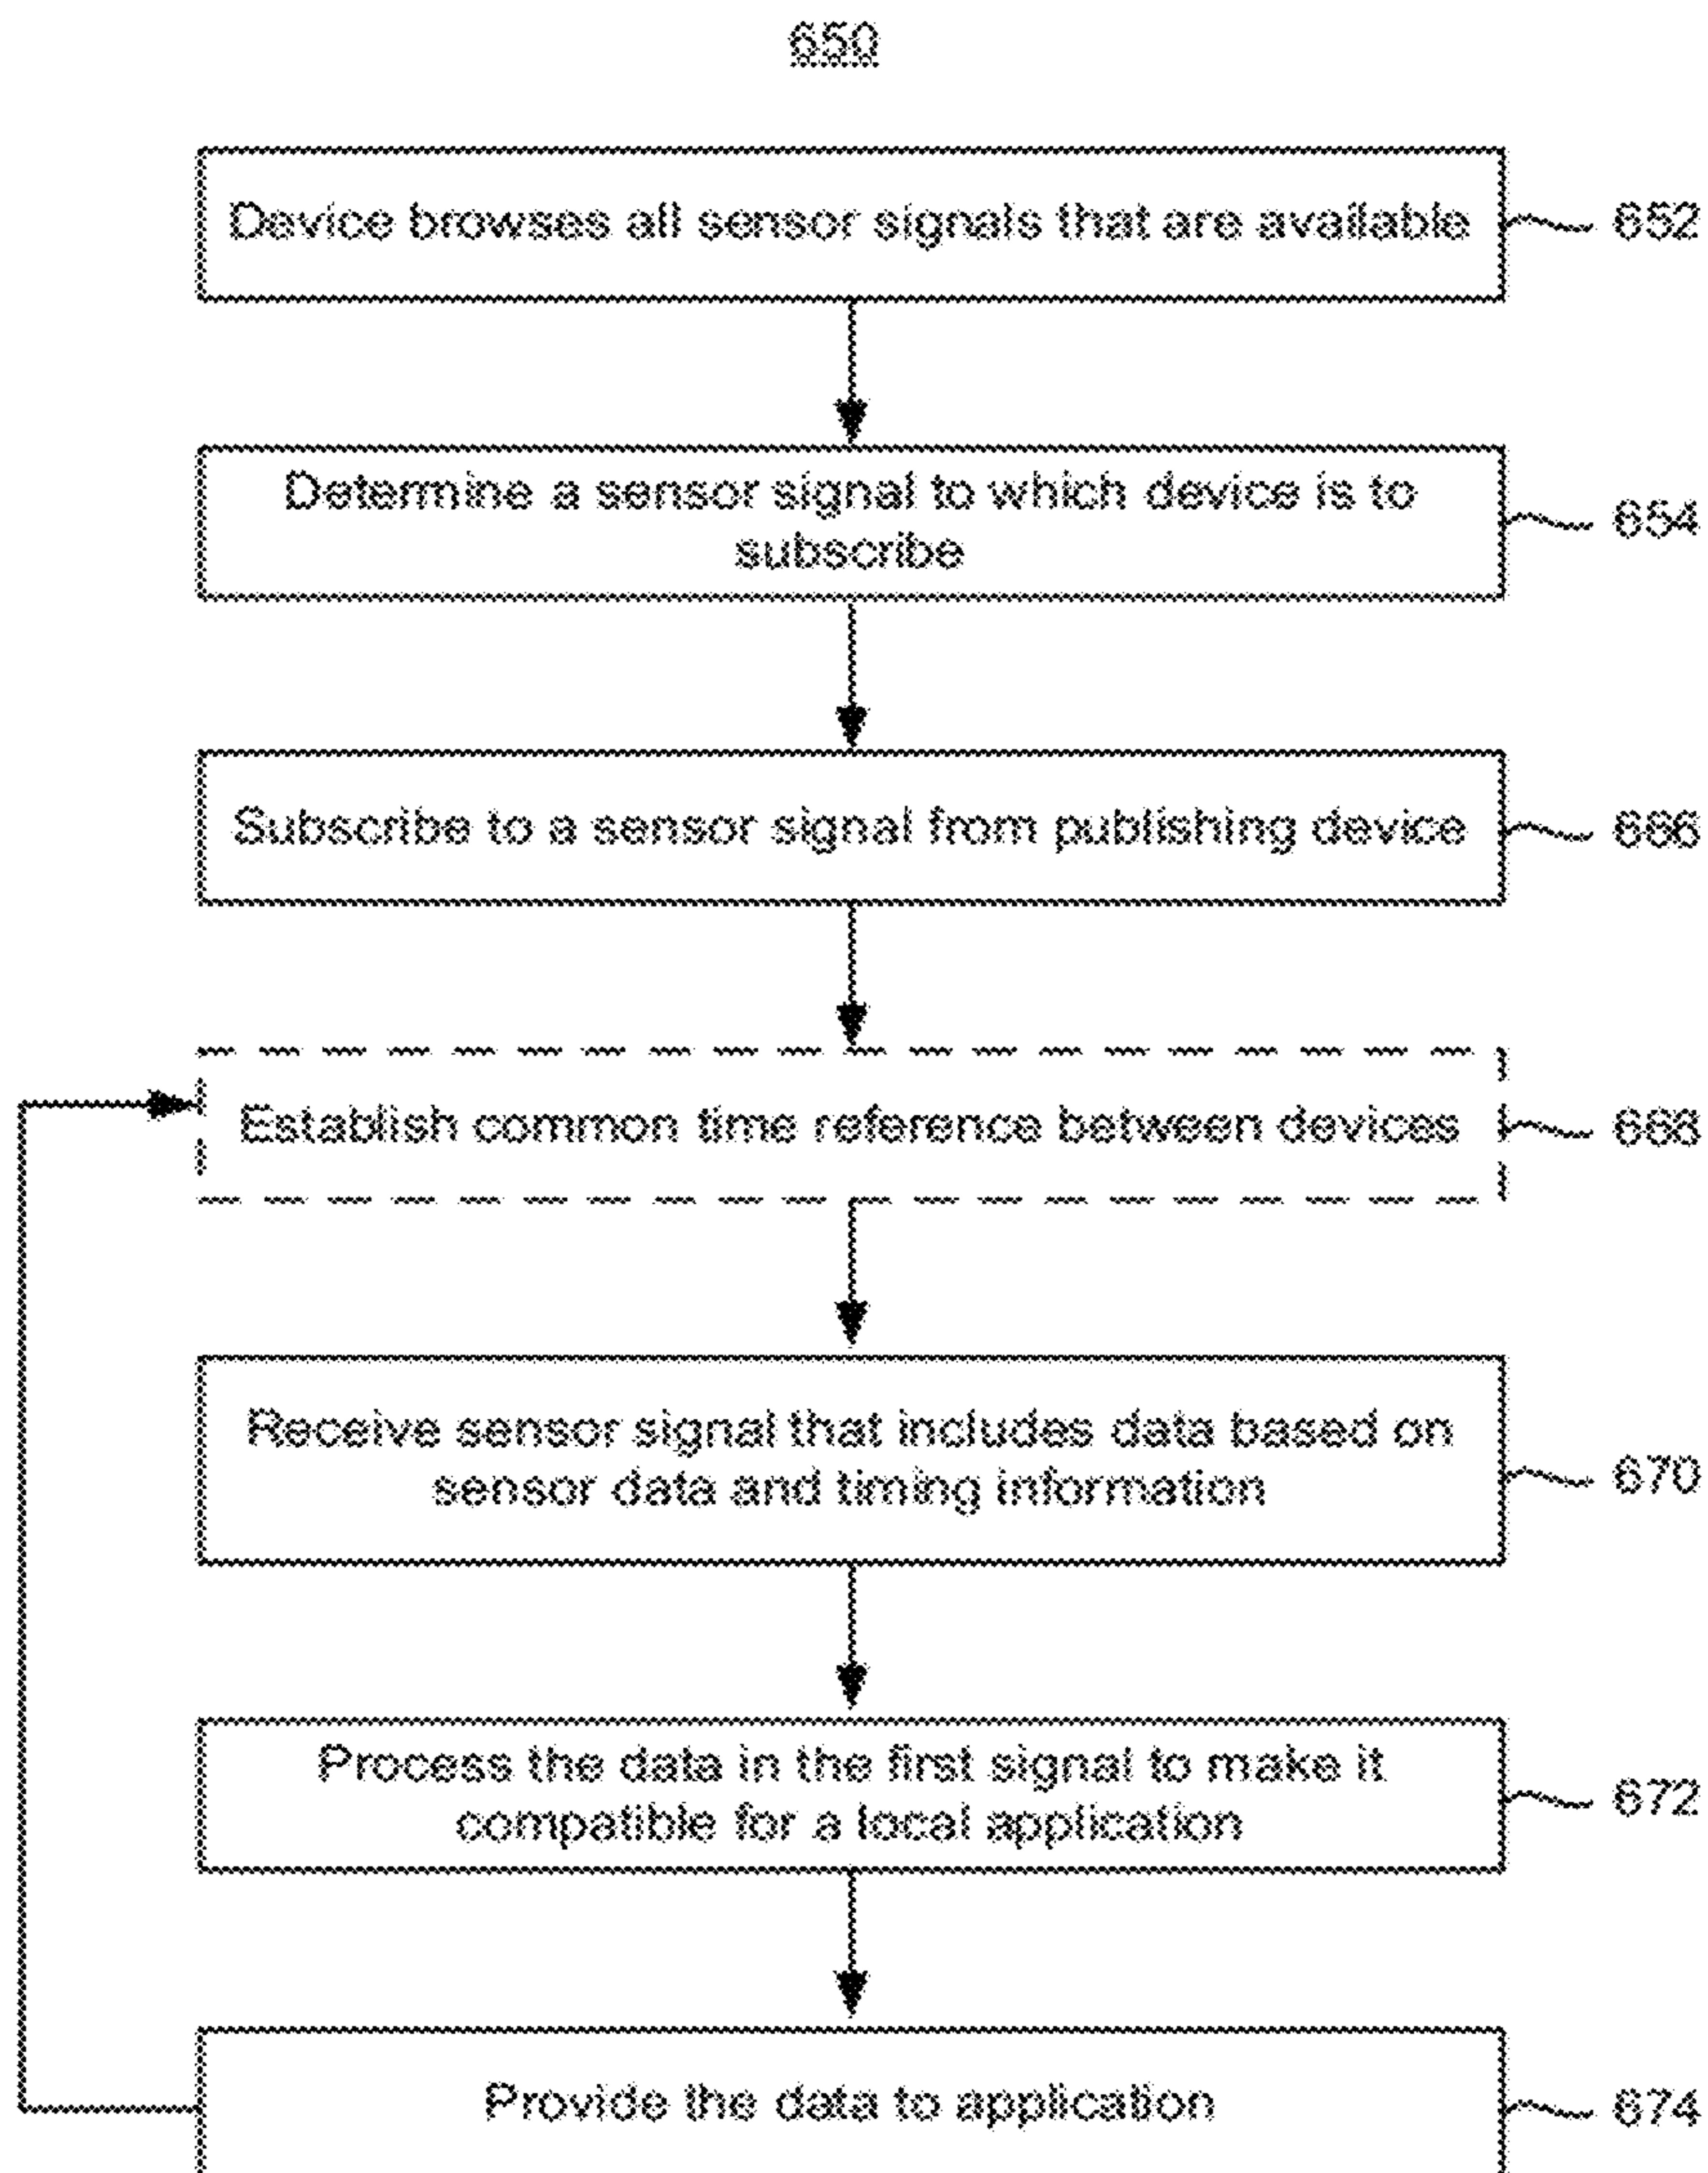 650
Device browses all sensor signals that are available
652
Determine a sensor signal to which device is to
subscribe
654
Subscribe to a sensor signal from publishing device
666
Establish common time reference between devices
668
Receive sensor signal that includes data based on
sensor data and timing information
670
Process the data in the first signal to make it
compatible for a local application
672
Provide the data to application
674